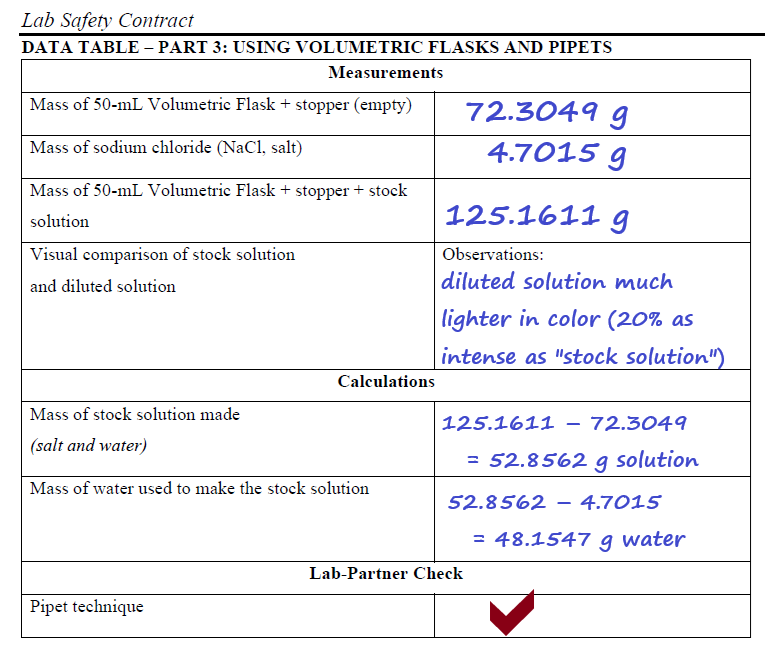 Lab Safety Contract
DATA TABLE – PART 3: USING VOLUMETRIC FLASKS AND PIPETS
Measurements
Mass of 50-mL Volumetric Flask + stopper (empty) 72.3049 g
Mass of sodium chloride (NaCl, salt) 4.7015 g
Mass of 50-mL Volumetric Flask + stopper + stock
solution 125.1611 g
Visual comparison of stock solution
and diluted solution
Observations:
diluted solution much
lighter in color (20% as
intense as "stock solution")
Calculations
Mass of stock solution made
(salt and water)
125.1611 – 72.3049
= 52.8562 g solution
Mass of water used to make the stock solution
52.8562 – 4.7015
= 48.1547 g water
Lab-Partner Check
Pipet technique